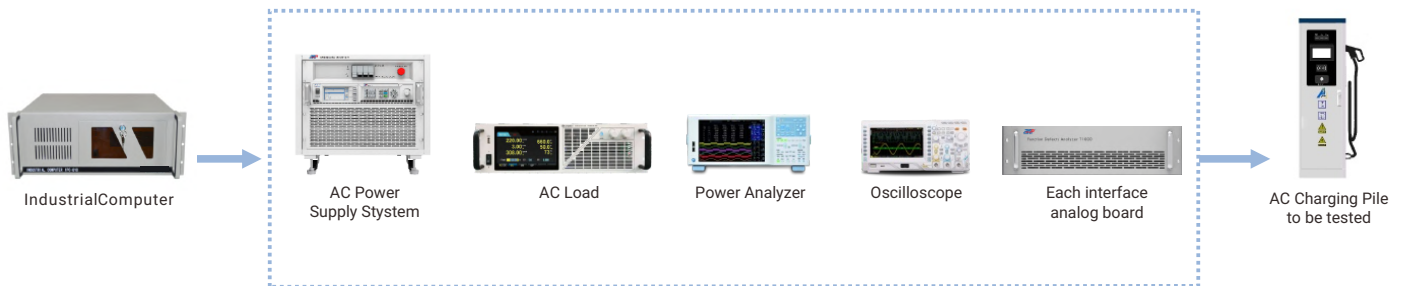 IndustrialComputer
AC Power
Supply Stystem
AC Load
Power Analyzer
Oscilloscope
Each interface
analog board
AC Charging Pile
to be tested